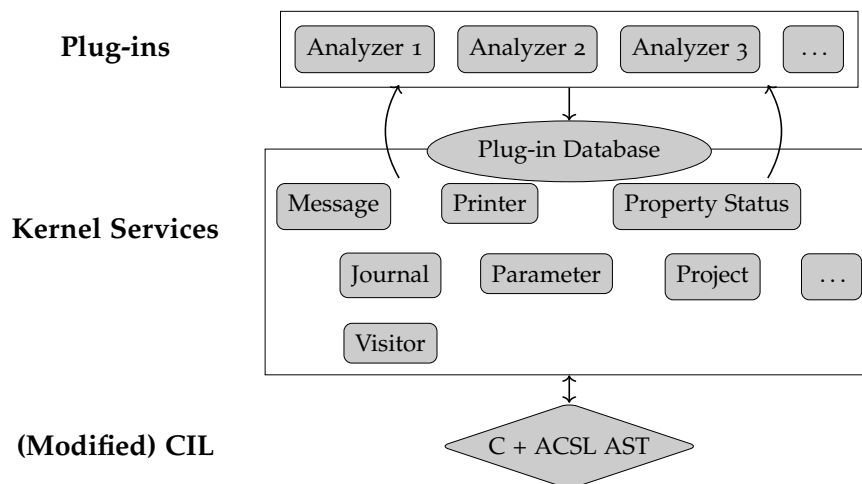 Plug-ins
Analyzer 1
Analyzer 2
Analyzer 3
...
Plug-in Database
Kernel Services
Message
Printer
Property Status
Journal
Parameter
Project
...
Visitor
(Modified) CIL
C + ACSL AST